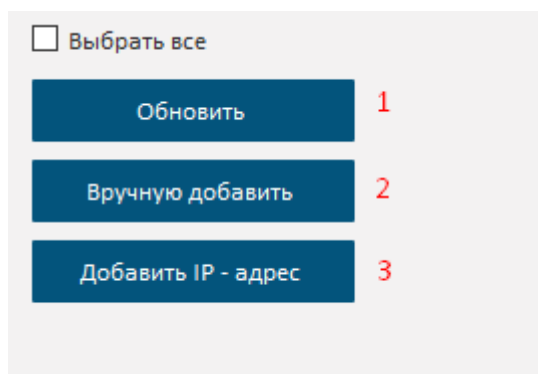 Выбрать все
Обновить 1
Вручную добавить 2
Добавить IP - адрес 3